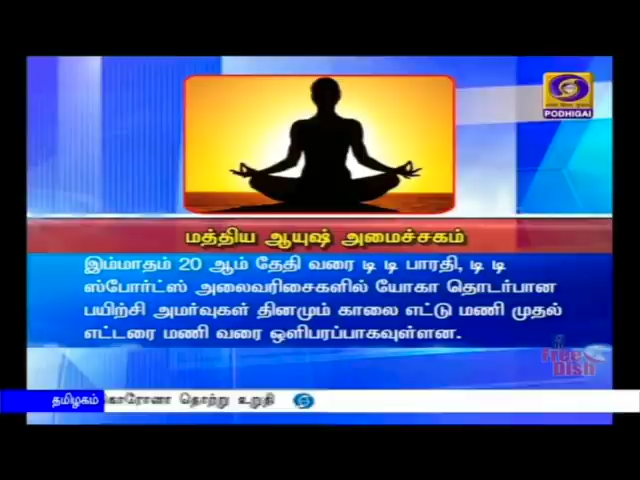 PODHIGAI
மத்திய ஆயுஷ் அமைச்சகம்
இம்மாதம் 20 ஆம் தேதி வரை டி டி பாரதி, டி டி
ஸ்போர்ட்ஸ் அலைவரிசைகளில் யோகா தொடர்பான
பயிற்சி அமர்வுகள் தினமும் காலை எட்டு மணி முதல்
எட்டரை மணி வரை ஒளிபரப்பாகவுள்ளன.
Free
Dish
தமிழகம் கொரோனா தொற்று உறுதி